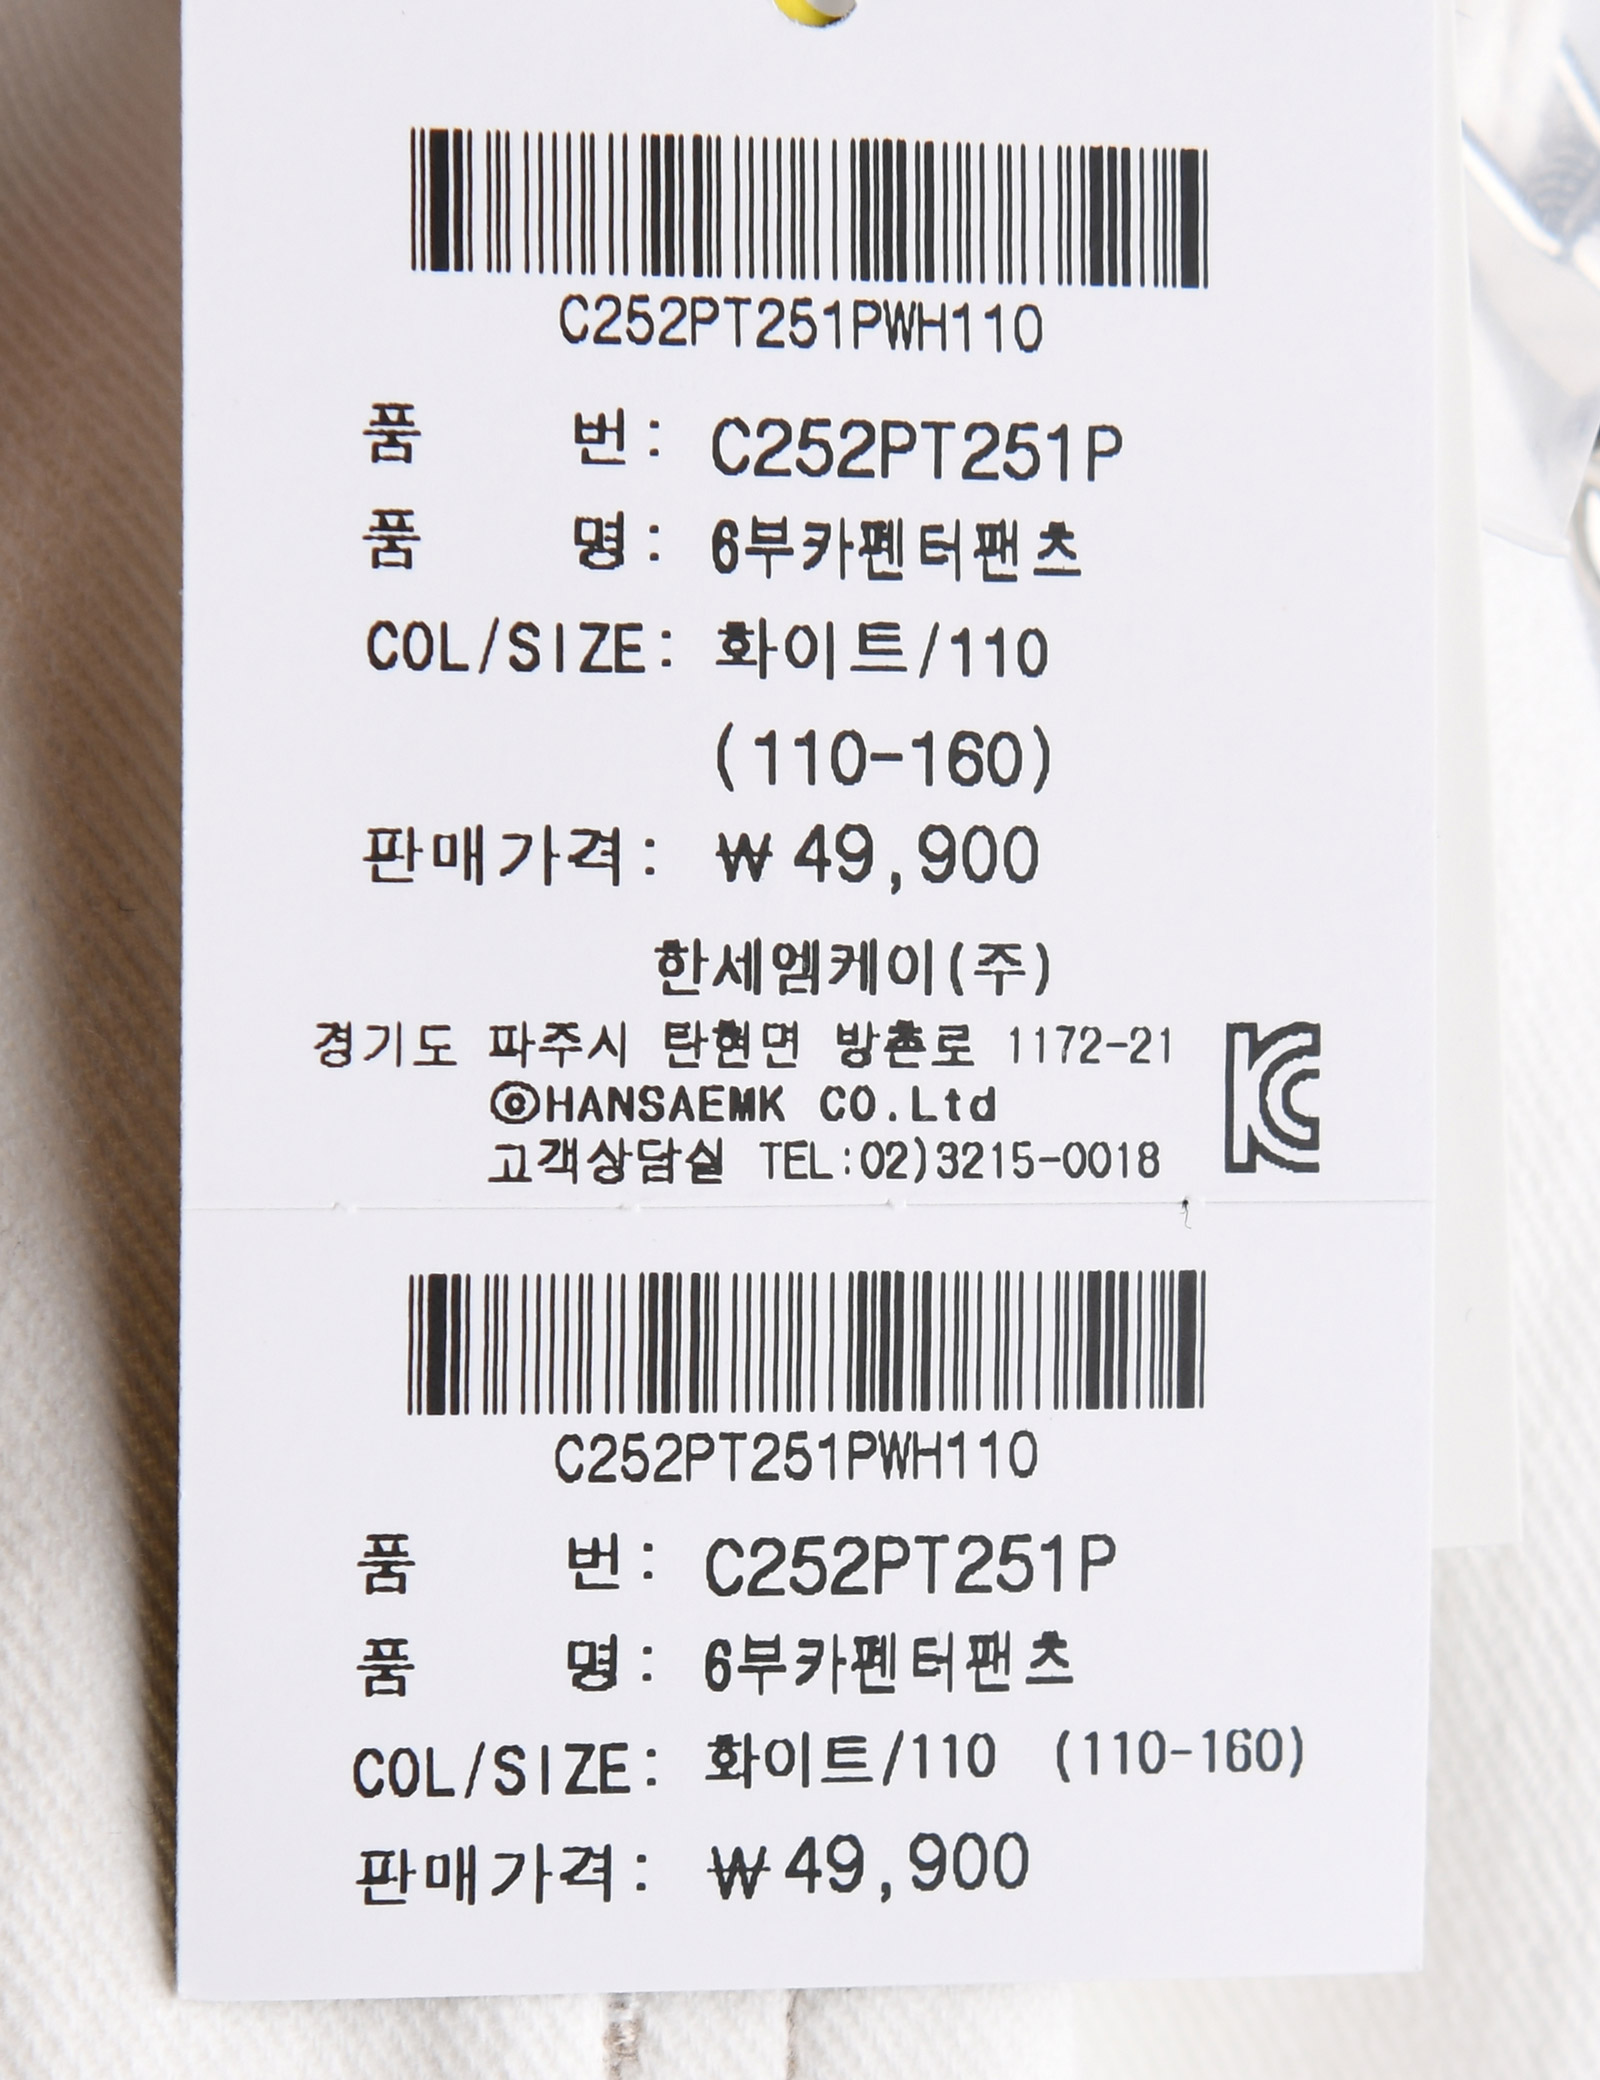 C252PT251PWH110
품 번: C252PT251P
품 명: 6부카펜터팬츠
COL/SIZE: 화이트/110
(110-160)
판매가격: ₩49,900
한세엠케이(주)
경기도 파주시 탄현면 방촌로 1172-21
©HANSAEMK CO.Ltd
고객상담실 TEL:02)3215-0018
C252PT251PWH110
품 번: C252PT251P
품 명: 6부카펜터팬츠
COL/SIZE: 화이트/110 (110-160)
판매가격: ₩49,900